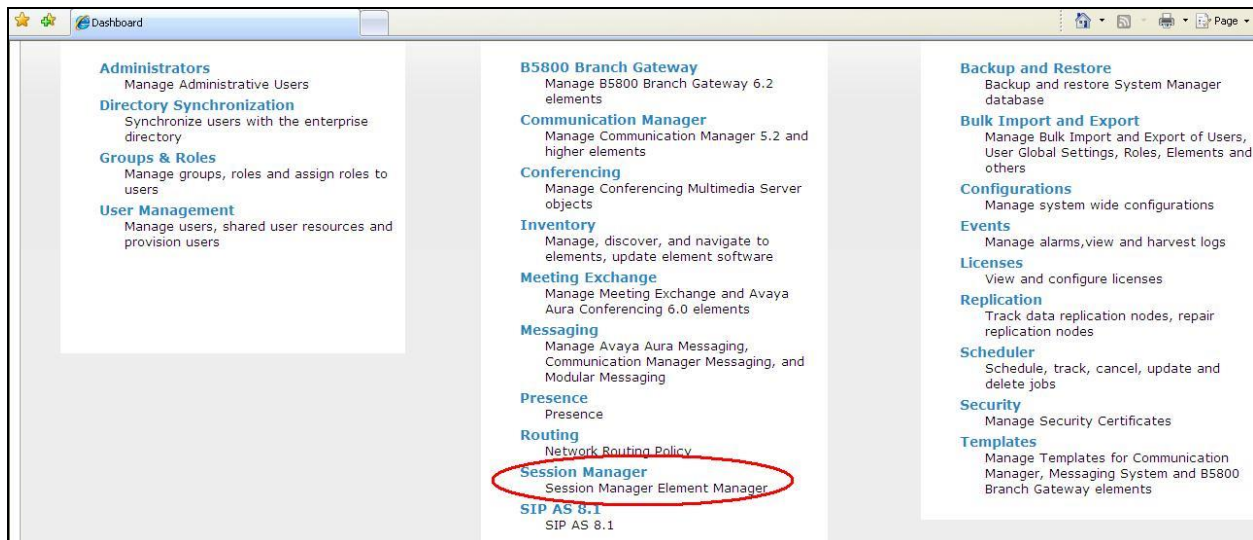 Dashboard
Page
Administrators
Manage Administrative Users
Directory Synchronization
Synchronize users with the enterprise
directory
Groups & Roles
Manage groups, roles and assign roles to
users
User Management
Manage users, shared user resources and
provision users
B5800 Branch Gateway
Manage B5800 Branch Gateway 6.2
elements
Communication Manager
Manage Communication Manager 5.2 and
higher elements
Conferencing
Manage Conferencing Multimedia Server
objects
Inventory
Manage, discover, and navigate to
elements, update element software
Meeting Exchange
Manage Meeting Exchange and Avaya
Aura Conferencing 6.0 elements
Messaging
Manage Avaya Aura Messaging,
Communication Manager Messaging, and
Modular Messaging
Presence
Presence
Routing
Network Routing Policy
Session Manager
Session Manager Element Manager
SIP AS 8.1
SIP AS 8.1
Backup and Restore
Backup and restore System Manager
database
Bulk Import and Export
Manage Bulk Import and Export of Users,
User Global Settings, Roles, Elements and
others
Configurations
Manage system wide configurations
Events
Manage alarms,view and harvest logs
Licenses
View and configure licenses
Replication
Track data replication nodes, repair
replication nodes
Scheduler
Schedule, track, cancel, update and
delete jobs
Security
Manage Security Certificates
Templates
Manage Templates for Communication
Manager, Messaging System and B5800
Branch Gateway elements